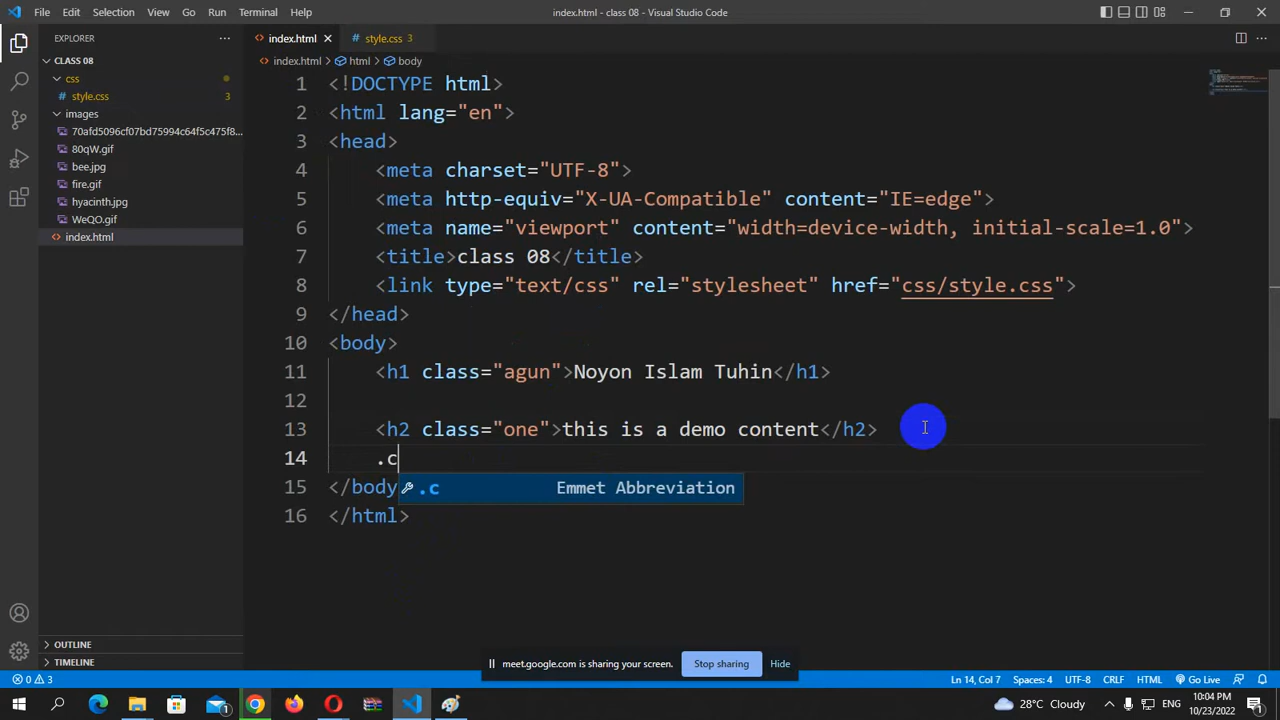 File Edit Selection View Go Run Terminal Help
index.html - class 08 - Visual Studio Code
EXPLORER
CLASS 08
css
style.css 3
images
70afd5096cf07bd75994c64f5c475f8...
80qW.gif
bee.jpg
fire.gif
hyacinth.jpg
WeQO.gif
index.html
OUTLINE
TIMELINE
index.html style.css 3
index.html > html > body
1 <!DOCTYPE html>
2 <html lang="en">
3 <head>
4 <meta charset="UTF-8">
5 <meta http-equiv="X-UA-Compatible" content="IE=edge">
6 <meta name="viewport" content="width=device-width, initial-scale=1.0">
7 <title>class 08</title>
8 <link type="text/css" rel="stylesheet" href="css/style.css">
9 </head>
10 <body>
11 <h1 class="agun">Noyon Islam Tuhin</h1>
12
13 <h2 class="one">this is a demo content</h2>
14 .c
.c Emmet Abbreviation
15 </body
16 </html>
meet.google.com is sharing your screen. Stop sharing Hide
0 3 Ln 14, Col 7 Spaces: 4 UTF-8 CRLF HTML Go Live
1 28°C Cloudy ENG 10:04 PM
10/23/2022 1